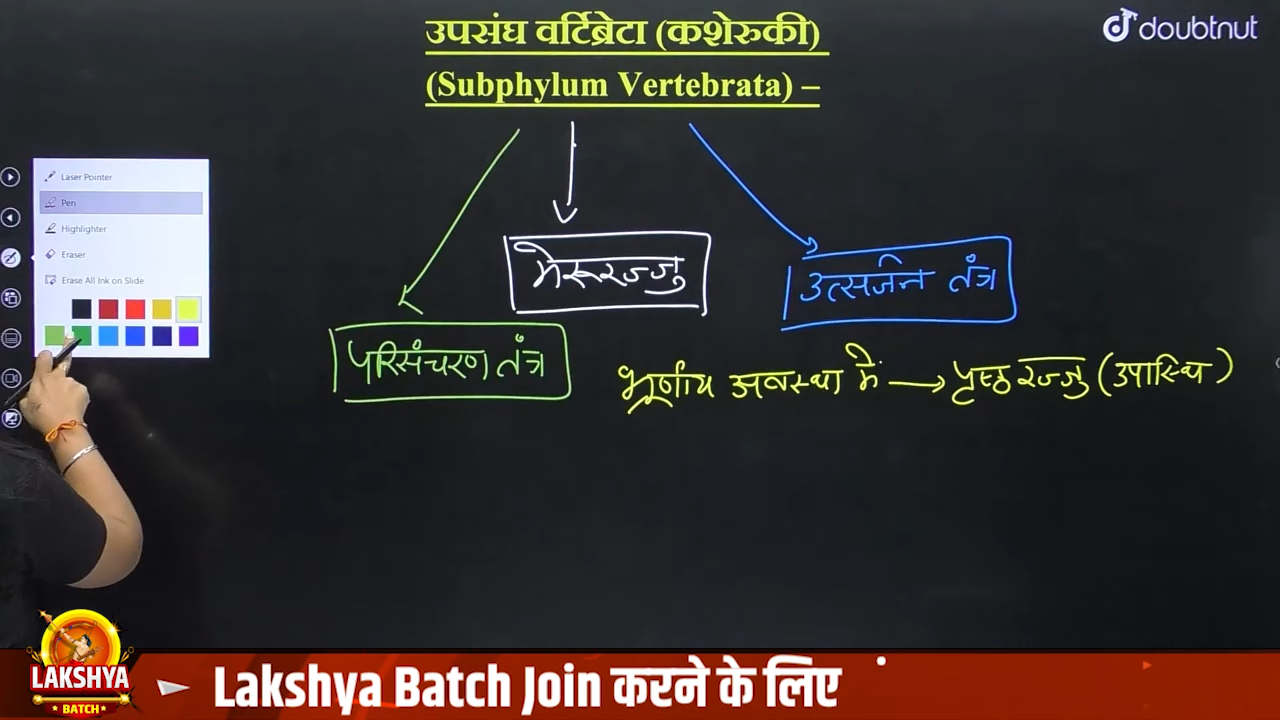 उपसंघ वर्टिब्रेटा (कशेरुकी)
(Subphylum Vertebrata) –
doubtnut
Laser Pointer
Pen
Highlighter
Eraser
Erase All Ink on Slide
मेरूरज्जु
उत्सर्जन तंत्र
परिसंचरण तंत्र
भ्रूणीय अवस्था में → पृष्ठरज्जु (उपास्थि)
LAKSHYA
BATCH
Lakshya Batch Join करने के लिए